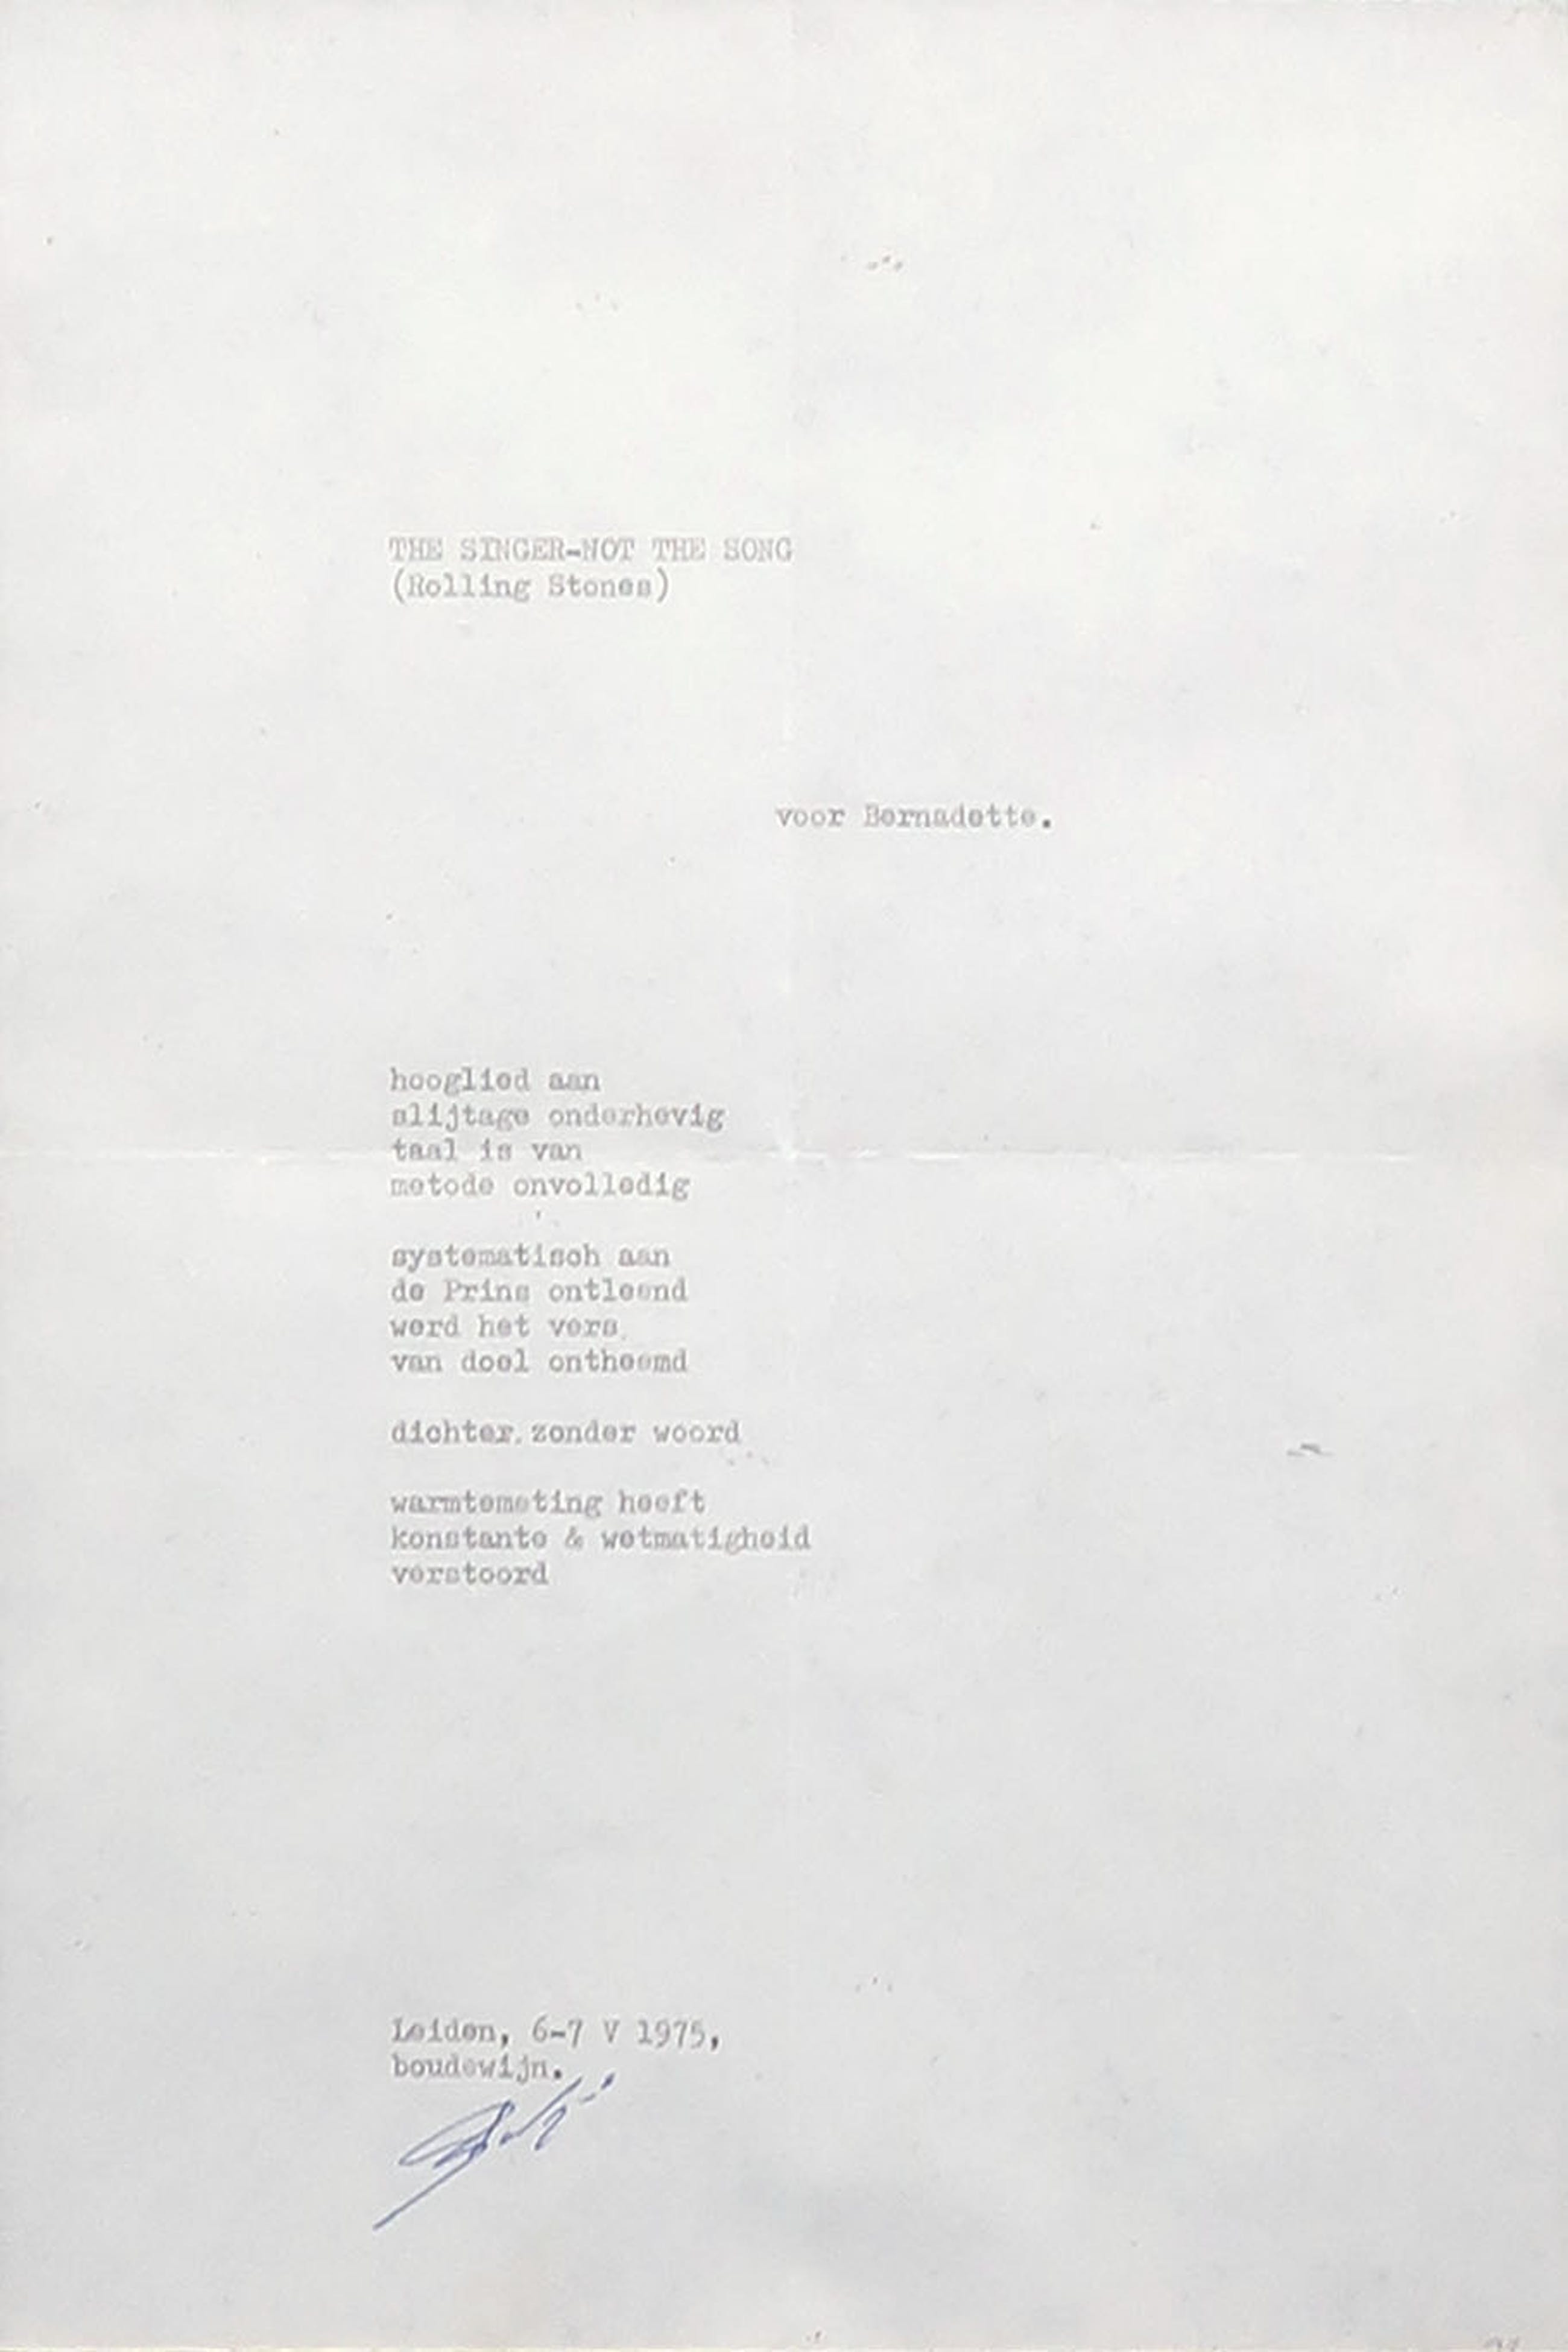 THE SINGER-NOT THE SONG
(Rolling Stones)
voor Bernadette.
hooglied aan
slijtage onderhevig
taal is van
metode onvolledig
systematisch aan
de Prins ontleend
werd het vers
van doel ontheemd
dichter zonder woord
warmtemeting heeft
konstante & wetmatigheid
verstoord
Leiden, 6-7 V 1975,
boudewijn.